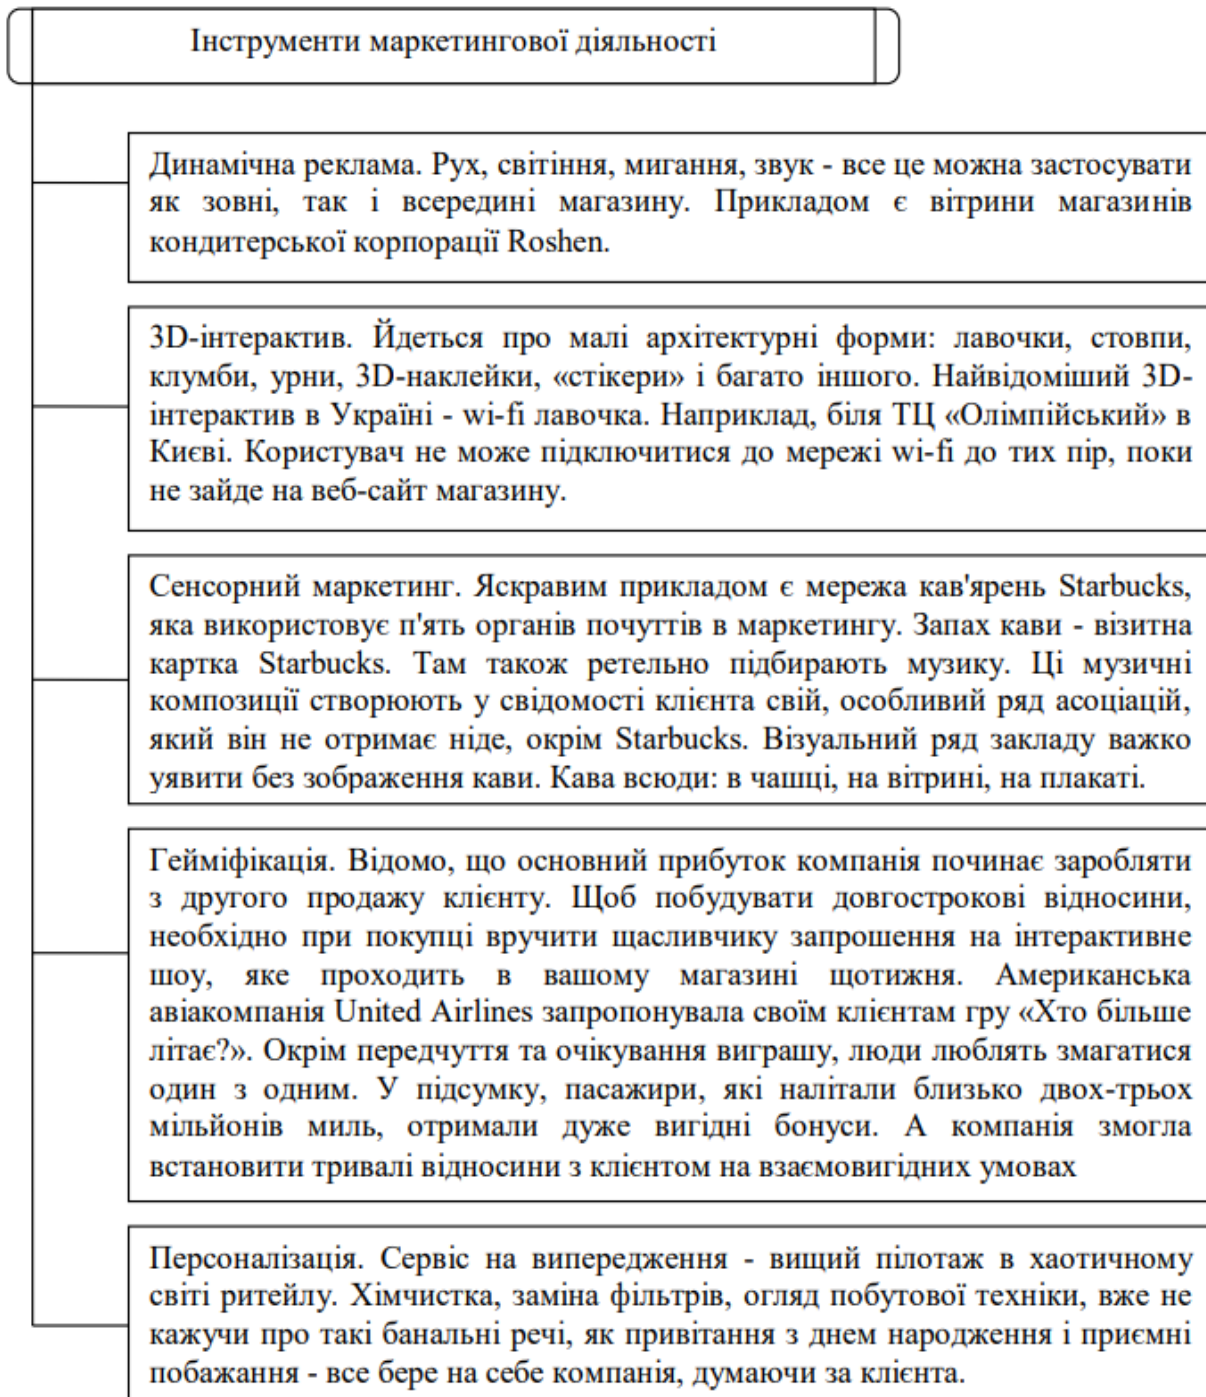 Інструменти маркетингової діяльності
Динамічна реклама. Рух, світіння, мигання, звук - все це можна застосувати
як зовні, так і всередині магазину. Прикладом є вітрини магазинів
кондитерської корпорації Roshen.
3D-інтерактив. Йдеться про малі архітектурні форми: лавочки, стовпи,
клумби, урни, 3D-наклейки, «стікери» і багато іншого. Найвідоміший 3D-
інтерактив в Україні - wi-fi лавочка. Наприклад, біля ТЦ «Олімпійський» в
Києві. Користувач не може підключитися до мережі wi-fi до тих пір, поки
не зайде на веб-сайт магазину.
Сенсорний маркетинг. Яскравим прикладом є мережа кав'ярень Starbucks,
яка використовує п'ять органів почуттів в маркетингу. Запах кави - візитна
картка Starbucks. Там також ретельно підбирають музику. Ці музичні
композиції створюють у свідомості клієнта свій, особливий ряд асоціацій,
який він не отримає ніде, окрім Starbucks. Візуальний ряд закладу важко
уявити без зображення кави. Кава всюди: в чашці, на вітрині, на плакаті.
Гейміфікація. Відомо, що основний прибуток компанія починає заробляти
з другого продажу клієнту. Щоб побудувати довгострокові відносини,
необхідно при покупці вручити щасливчику запрошення на інтерактивне
шоу, яке проходить в вашому магазині щотижня. Американська
авіакомпанія United Airlines запропонувала своїм клієнтам гру «Хто більше
літає?». Окрім передчуття та очікування виграшу, люди люблять змагатися
один з одним. У підсумку, пасажири, які налітали близько двох-трьох
мільйонів миль, отримали дуже вигідні бонуси. А компанія змогла
встановити тривалі відносини з клієнтом на взаємовигідних умовах
Персоналізація. Сервіс на випередження - вищий пілотаж в хаотичному
світі ритейлу. Хімчистка, заміна фільтрів, огляд побутової техніки, вже не
кажучи про такі банальні речі, як привітання з днем народження і приємні
побажання - все бере на себе компанія, думаючи за клієнта.